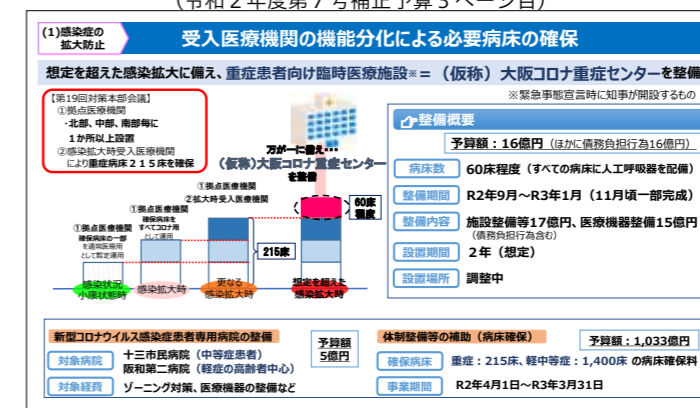 （令和２年度第７号補正予算３ページ目）
(1)感染症の
拡大防止
受入医療機関の機能分化による必要病床の確保
想定を超えた感染拡大に備え、重症患者向け臨時医療施設※＝（仮称）大阪コロナ重症センターを整備
※緊急事態宣言時に知事が開設するもの
【第19回対策本部会議】
①拠点医療機関
・北部、中部、南部毎に
１か所以上設置
②感染拡大時受入医療機関
により重症病床２１５床を確保
万が一に備え…
（仮称）大阪コロナ重症センター
を整備
①拠点医療機関
②拡大時受入医療機関
60床
程度
①拠点医療機関
確保病床を
すべてコロナ用
として運用
①拠点医療機関
確保病床の一部
を通常医療用
として暫定運用
215床
感染状況
小康状態時
感染拡大時
更なる
感染拡大時
想定を超えた
感染拡大時
整備概要
予算額：16億円（ほかに債務負担行為16億円）
病床数
60床程度（すべての病床に人工呼吸器を配備）
整備期間
R2年9月～R3年1月（11月頃一部完成）
整備内容
施設整備等17億円、医療機器整備15億円
（債務負担行為含む）
設置期間
２年（想定）
設置場所
調整中
新型コロナウイルス感染症患者専用病院の整備
予算額
5億円
対象病院
十三市民病院（中等症患者）
阪和第二病院（軽症の高齢者中心）
対象経費
ゾーニング対策、医療機器の整備など
体制整備等の補助（病床確保）
予算額：1,033億円
確保病床
重症：215床、軽中等症：1,400床 の病床確保料
事業期間
R2年4月1日～R3年3月31日